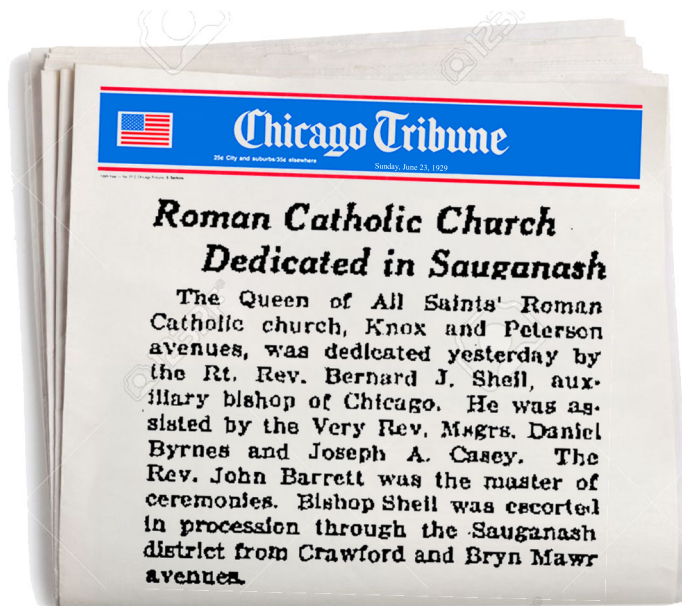 Chicago Tribune
25¢ City and suburbs/35¢ elsewhere
Sunday, June 23, 1929
Roman Catholic Church
Dedicated in Sauganash
The Queen of All Saints' Roman
Catholic church, Knox and Peterson
avenues, was dedicated yesterday by
the Rt. Rev. Bernard J. Sheil, aux-
iliary bishop of Chicago. He was as-
sisted by the Very Rev. Msgrs. Daniel
Byrnes and Joseph A. Casey. The
Rev. John Barrett was the master of
ceremonies. Bishop Sheil was escorted
in procession through the Sauganash
district from Crawford and Bryn Mawr
avenues.